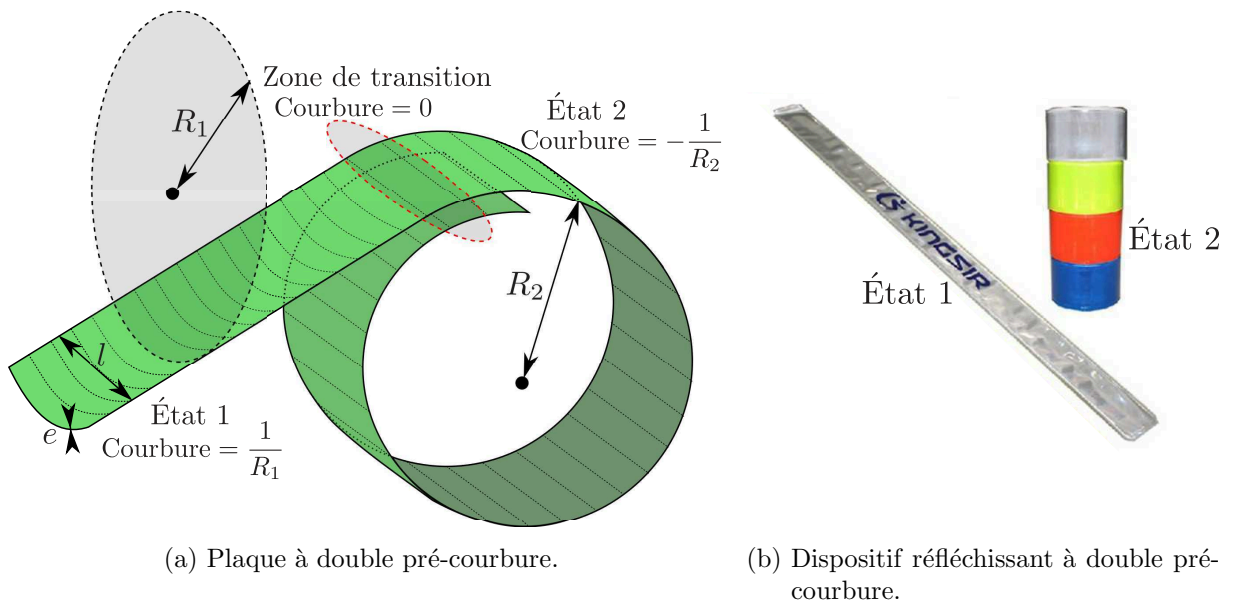 Zone de transition
Courbure = 0
R₁
État 2
Courbure = −1/R₂
R₂
l
e
État 1
Courbure = 1/R₁
KINGSIR
État 1
État 2
(a) Plaque à double pré-courbure.
(b) Dispositif réfléchissant à double pré-
courbure.